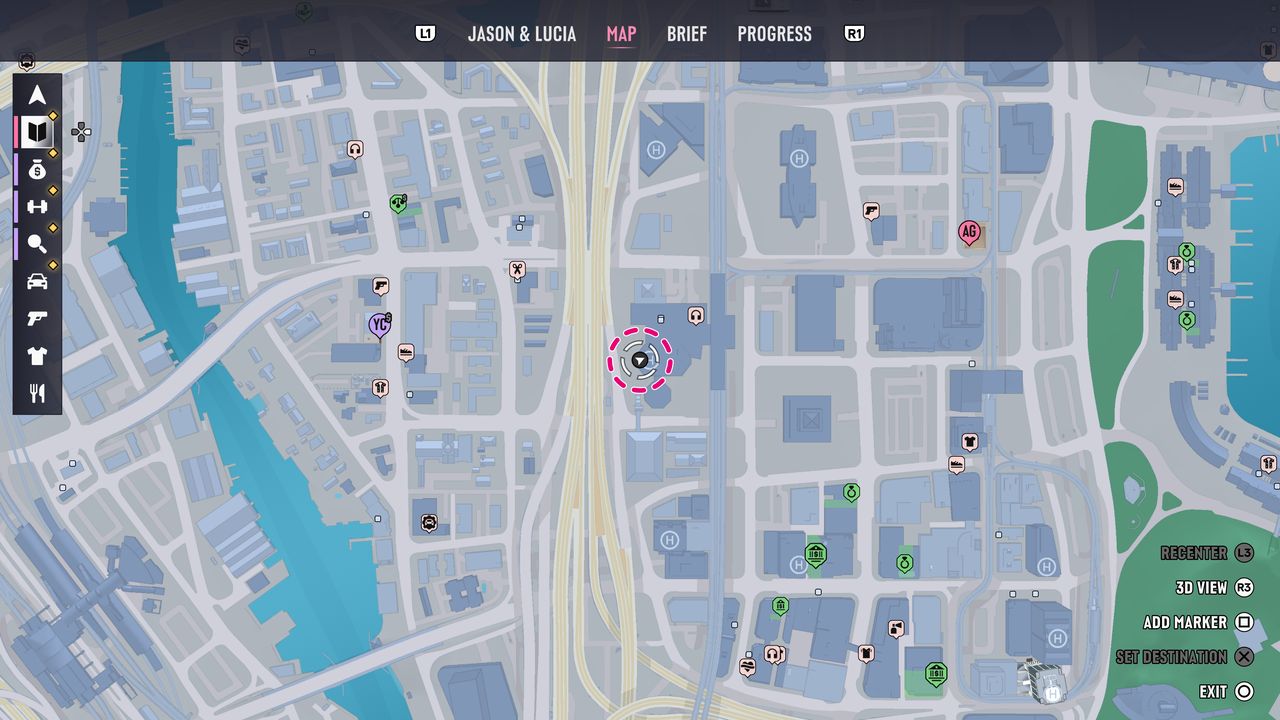 L1 JASON & LUCIA MAP BRIEF PROGRESS R1
H
H
AG
YC
$
H
H
H
H
H
RECENTER L3
3D VIEW R3
ADD MARKER
SET DESTINATION
EXIT